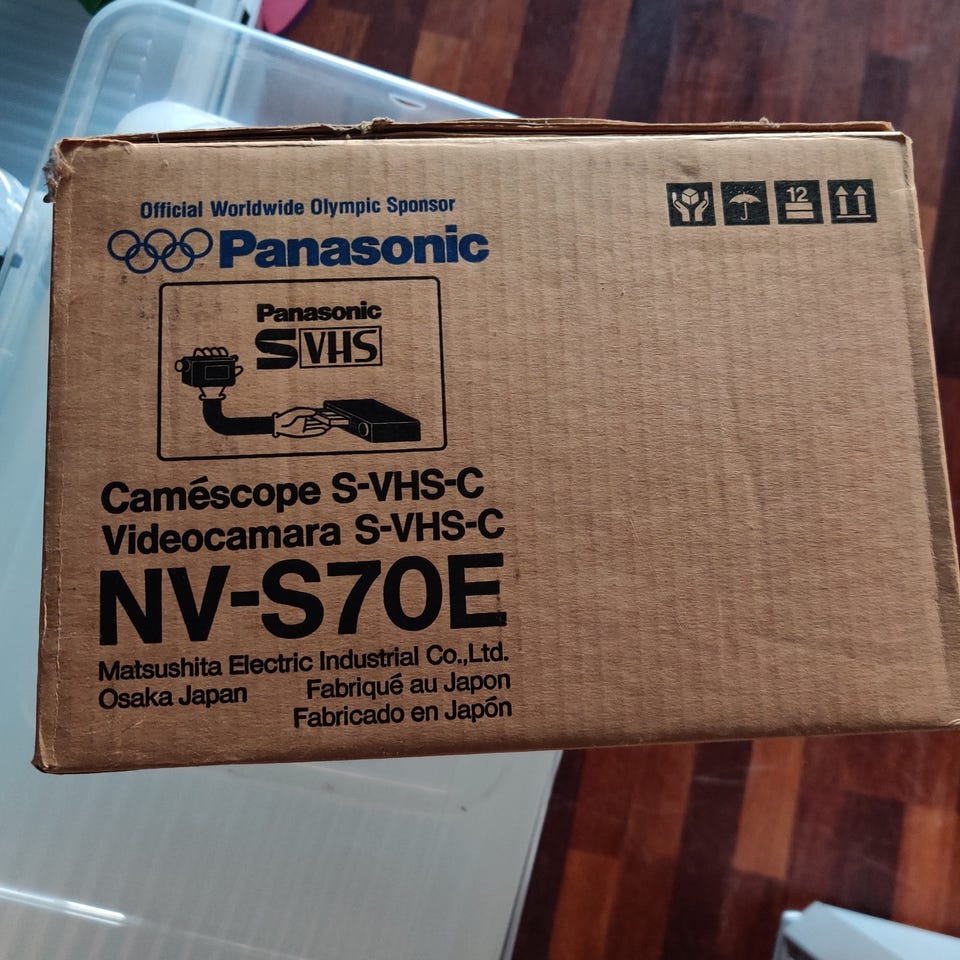 Official Worldwide Olympic Sponsor
Panasonic
12
Panasonic
S VHS
Caméscope S-VHS-C
Videocamara S-VHS-C
NV-S70E
Matsushita Electric Industrial Co.,Ltd.
Osaka Japan Fabriqué au Japon
Fabricado en Japón